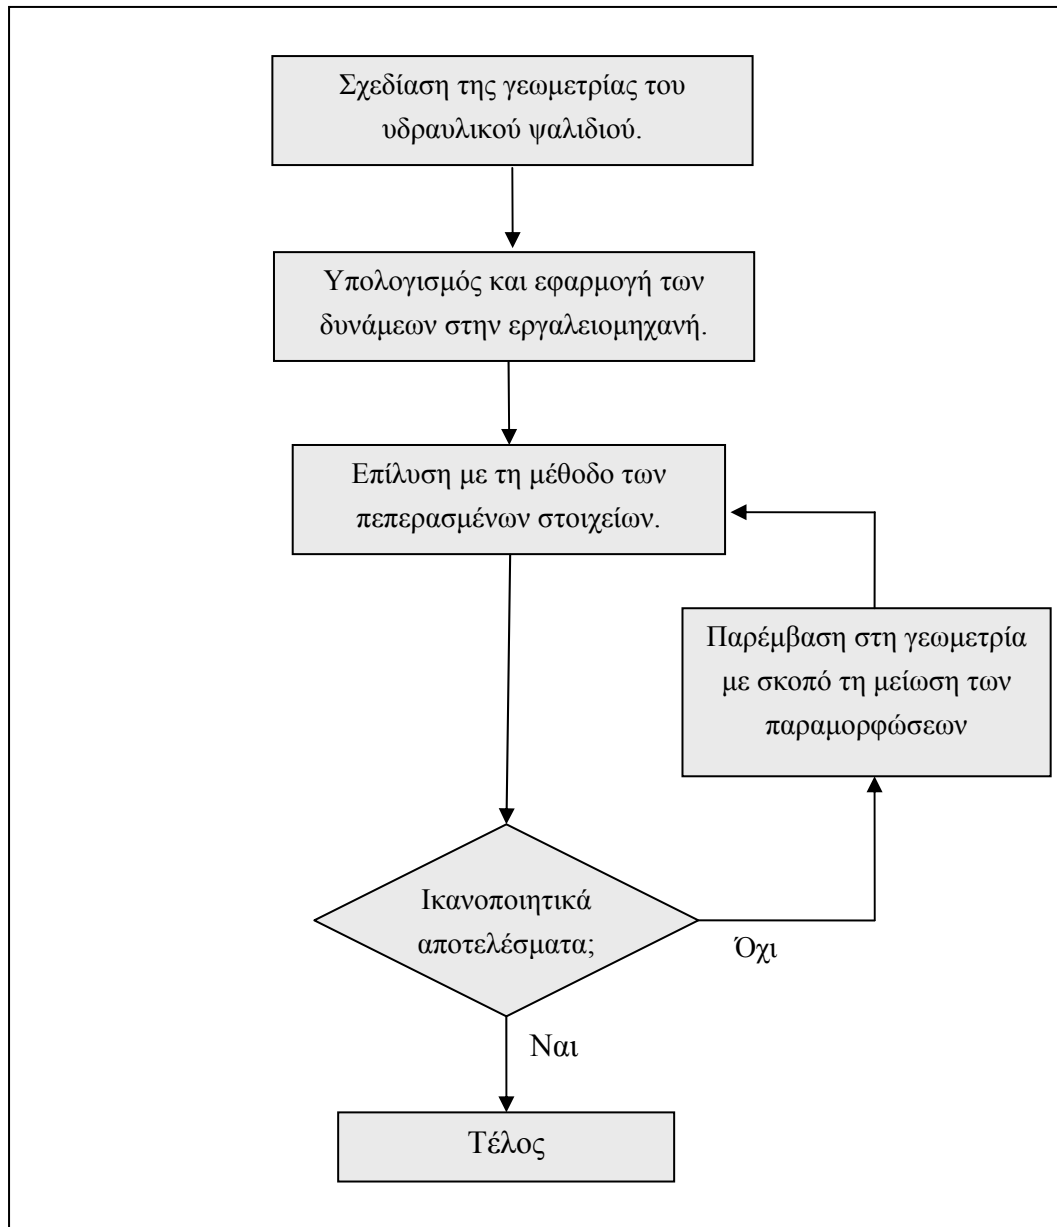 Σχεδίαση της γεωμετρίας του
υδραυλικού ψαλιδιού.
Υπολογισμός και εφαρμογή των
δυνάμεων στην εργαλειομηχανή.
Επίλυση με τη μέθοδο των
πεπερασμένων στοιχείων.
Παρέμβαση στη γεωμετρία
με σκοπό τη μείωση των
παραμορφώσεων
Ικανοποιητικά
αποτελέσματα;
Όχι
Ναι
Τέλος